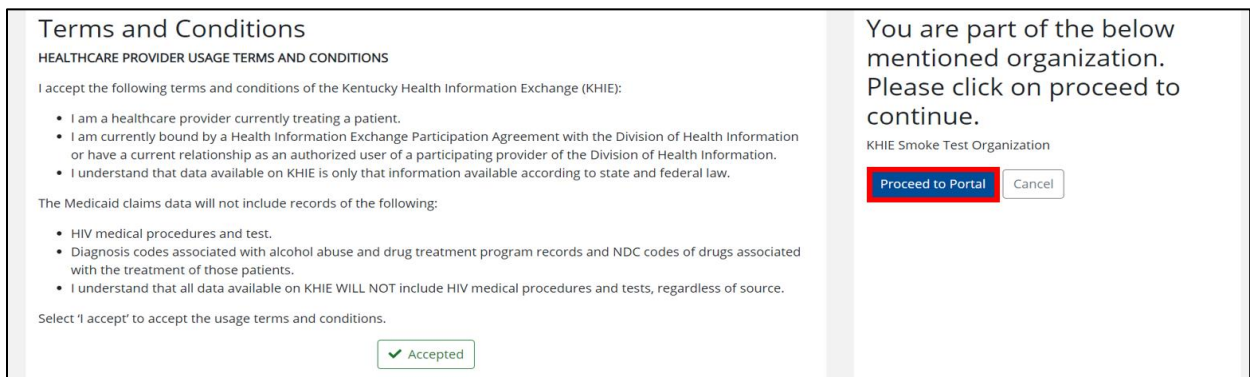 Terms and Conditions
HEALTHCARE PROVIDER USAGE TERMS AND CONDITIONS
I accept the following terms and conditions of the Kentucky Health Information Exchange (KHIE):
• I am a healthcare provider currently treating a patient.
• I am currently bound by a Health Information Exchange Participation Agreement with the Division of Health Information
or have a current relationship as an authorized user of a participating provider of the Division of Health Information.
• I understand that data available on KHIE is only that information available according to state and federal law.
The Medicaid claims data will not include records of the following:
• HIV medical procedures and test.
• Diagnosis codes associated with alcohol abuse and drug treatment program records and NDC codes of drugs associated
with the treatment of those patients.
• I understand that all data available on KHIE WILL NOT include HIV medical procedures and tests, regardless of source.
Select 'I accept' to accept the usage terms and conditions.
✔ Accepted
You are part of the below
mentioned organization.
Please click on proceed to
continue.
KHIE Smoke Test Organization
Proceed to Portal
Cancel